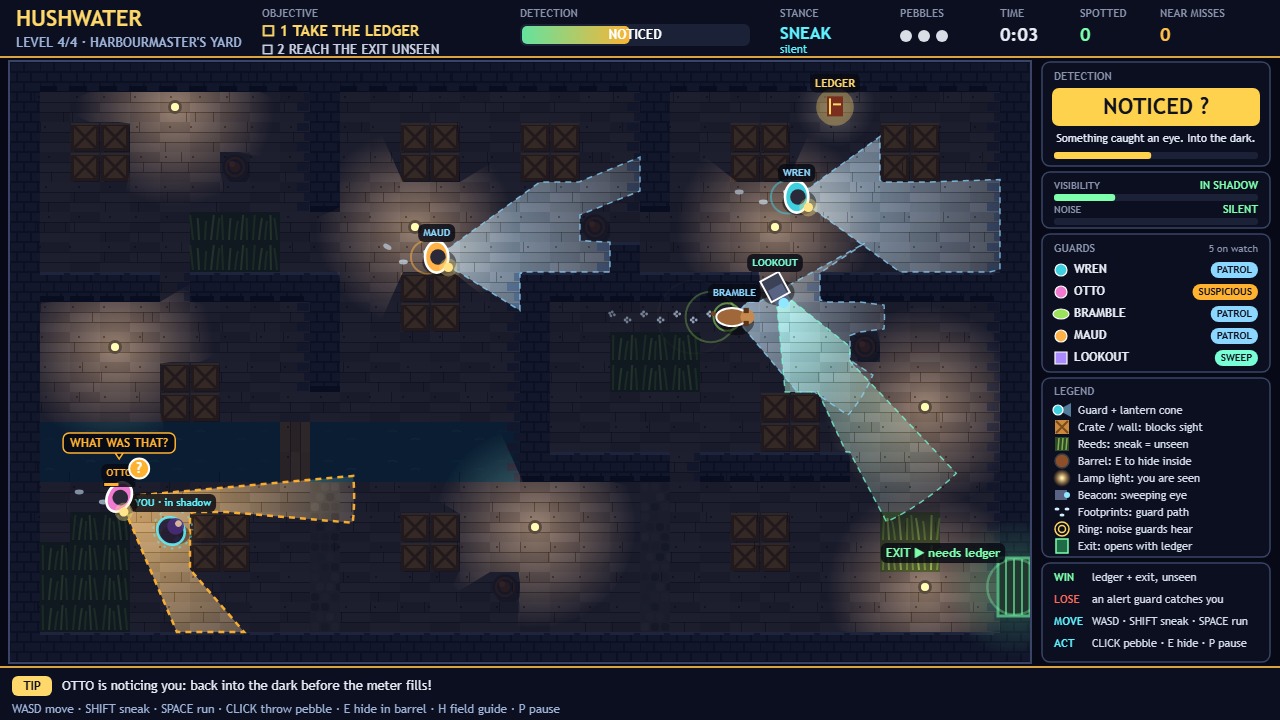 HUSHWATER
LEVEL 4/4 · HARBOURMASTER'S YARD
OBJECTIVE
1 TAKE THE LEDGER
2 REACH THE EXIT UNSEEN
DETECTION
NOTICED
STANCE
SNEAK
silent
PEBBLES
TIME
0:03
SPOTTED
0
NEAR MISSES
0
LEDGER
WREN
MAUD
LOOKOUT
BRAMBLE
WHAT WAS THAT?
OTTO
?
YOU · in shadow
EXIT ▶ needs ledger
DETECTION
NOTICED ?
Something caught an eye. Into the dark.
VISIBILITY IN SHADOW
NOISE SILENT
GUARDS 5 on watch
WREN PATROL
OTTO SUSPICIOUS
BRAMBLE PATROL
MAUD PATROL
LOOKOUT SWEEP
LEGEND
Guard + lantern cone
Crate / wall: blocks sight
Reeds: sneak = unseen
Barrel: E to hide inside
Lamp light: you are seen
Beacon: sweeping eye
Footprints: guard path
Ring: noise guards hear
Exit: opens with ledger
WIN ledger + exit, unseen
LOSE an alert guard catches you
MOVE WASD · SHIFT sneak · SPACE run
ACT CLICK pebble · E hide · P pause
TIP OTTO is noticing you: back into the dark before the meter fills!
WASD move · SHIFT sneak · SPACE run · CLICK throw pebble · E hide in barrel · H field guide · P pause